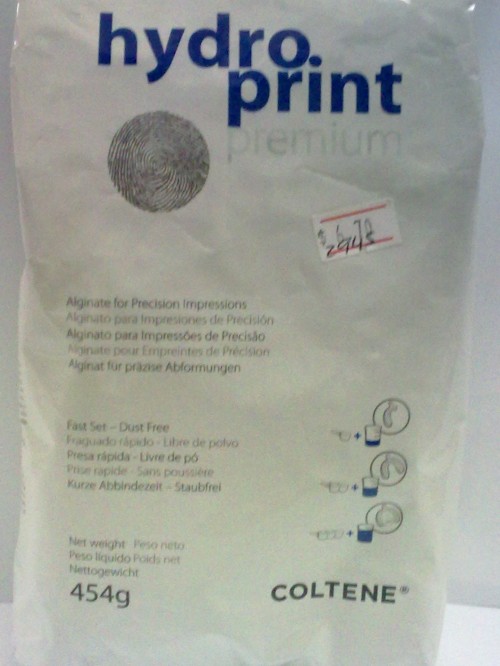 hydro
print
premium
Alginate for Precision Impressions
Alginato para Impresiones de Precisión
Alginato para Impressões de Precisão
Alginate pour Empreintes de Précision
Alginat für präzise Abformungen
Fast Set – Dust Free
Fraguado rápido - Libre de polvo
Presa rápida - Livre de pó
Prise rapide - Sans poussière
Kurze Abbindezeit – Staubfrei
Net weight Peso neto
Peso líquido Poids net
Nettogewicht
454g
COLTENE®